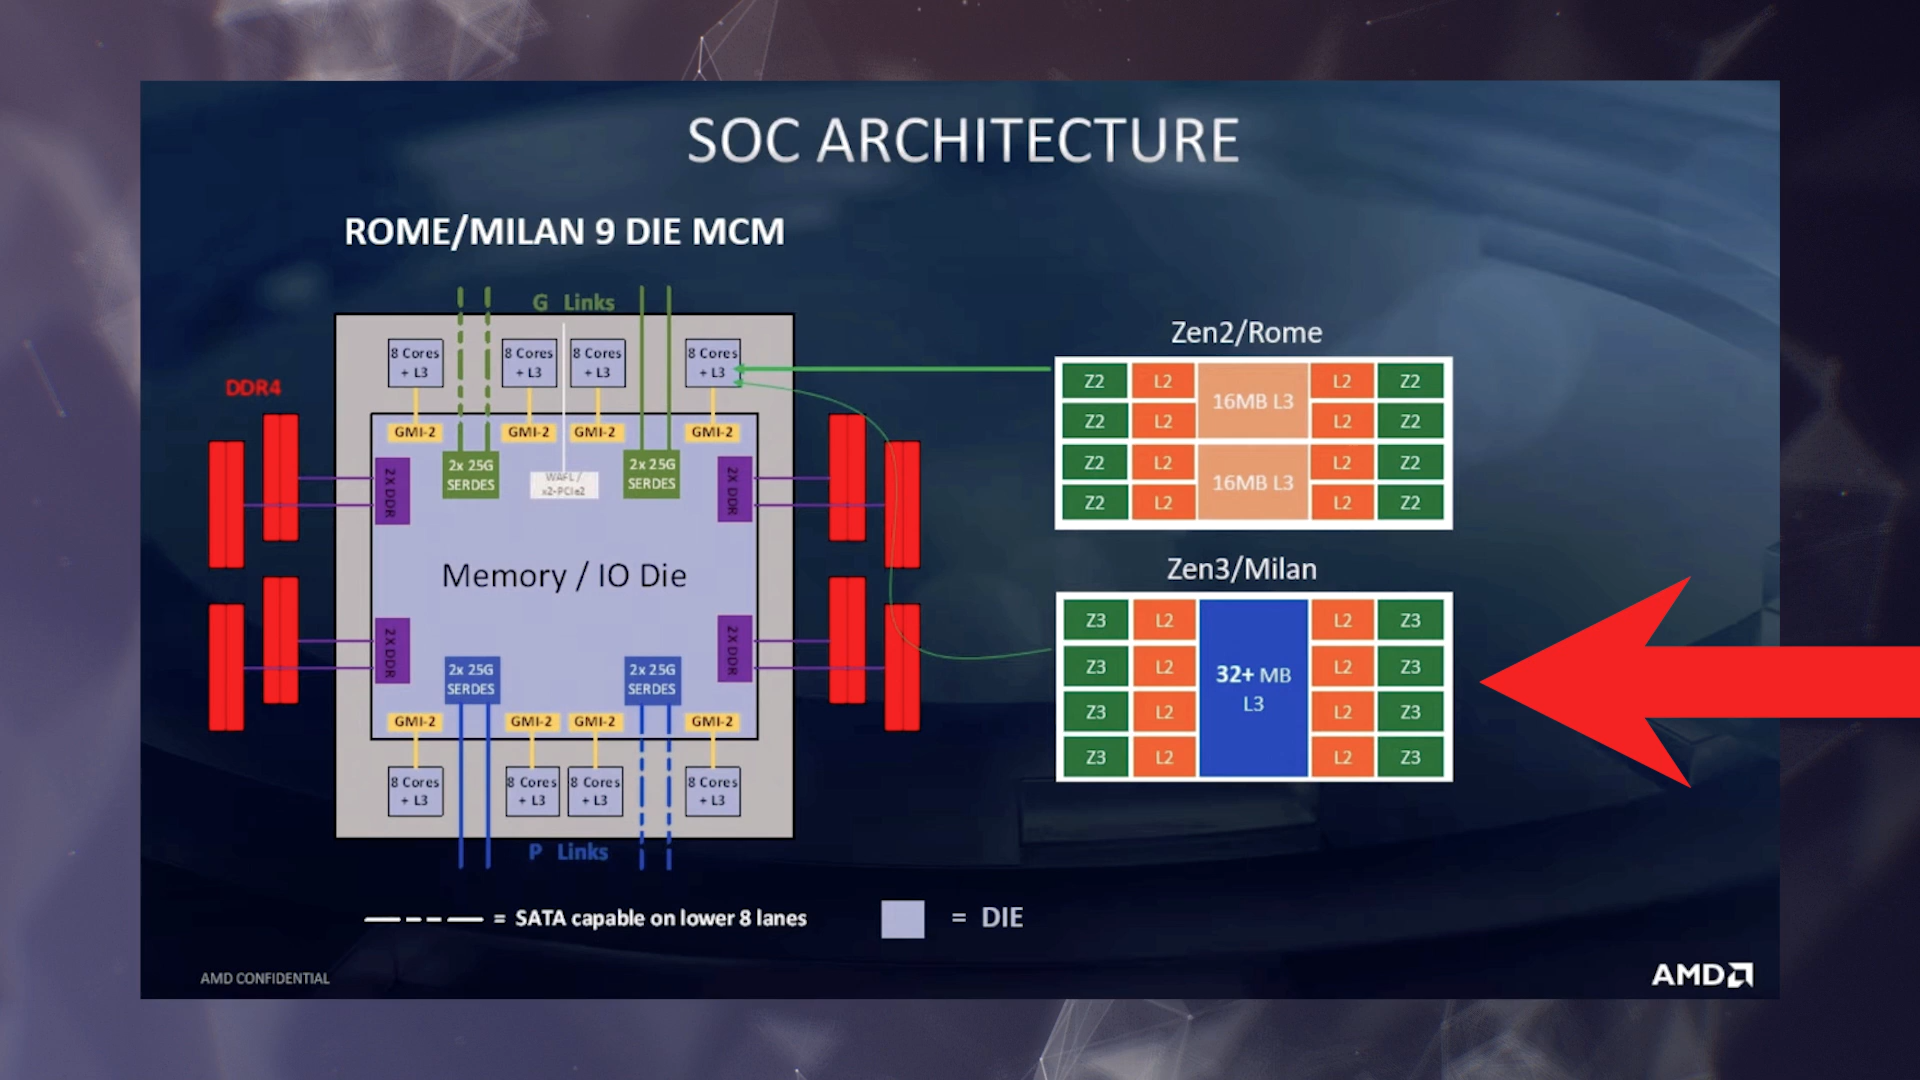 SOC ARCHITECTURE
ROME/MILAN 9 DIE MCM
G Links
DDR4
8 Cores + L3
8 Cores + L3
8 Cores + L3
8 Cores + L3
GMI-2
GMI-2
GMI-2
GMI-2
2X DDR
2x 25G SERDES
WAFL / x2-PCIe2
2x 25G SERDES
2X DDR
Memory / IO Die
2X DDR
2x 25G SERDES
2x 25G SERDES
2X DDR
GMI-2
GMI-2
GMI-2
GMI-2
8 Cores + L3
8 Cores + L3
8 Cores + L3
8 Cores + L3
P Links
Zen2/Rome
Z2 L2 16MB L3 L2 Z2
Z2 L2 L2 Z2
Z2 L2 16MB L3 L2 Z2
Z2 L2 L2 Z2
Zen3/Milan
Z3 L2 L2 Z3
Z3 L2 32+ MB L3 L2 Z3
Z3 L2 L2 Z3
Z3 L2 L2 Z3
= SATA capable on lower 8 lanes
= DIE
AMD CONFIDENTIAL
AMD